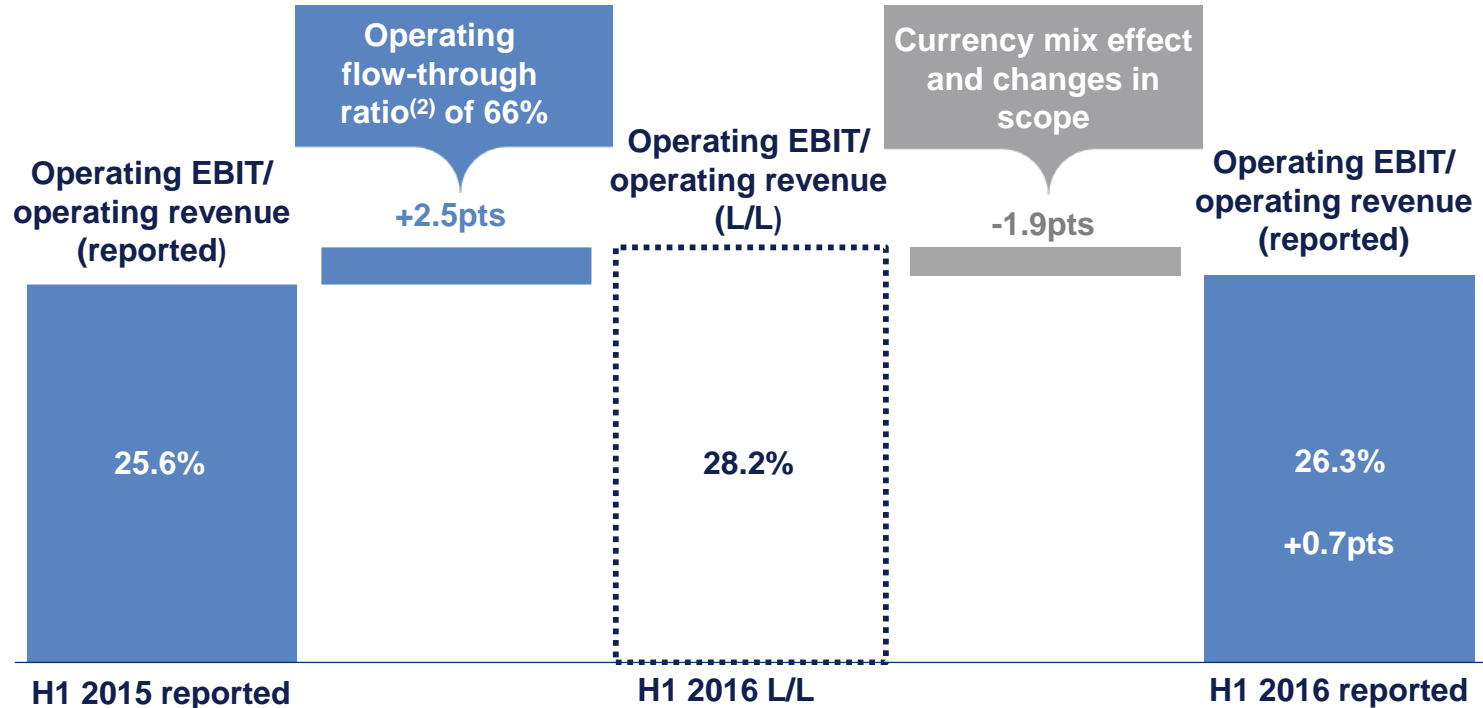 Operating
flow-through
ratio(2) of 66%
Currency mix effect
and changes in
scope
Operating EBIT/
operating revenue
(reported)
+2.5pts
Operating EBIT/
operating revenue
(L/L)
-1.9pts
Operating EBIT/
operating revenue
(reported)
25.6%
28.2%
26.3%
+0.7pts
H1 2015 reported
H1 2016 L/L
H1 2016 reported